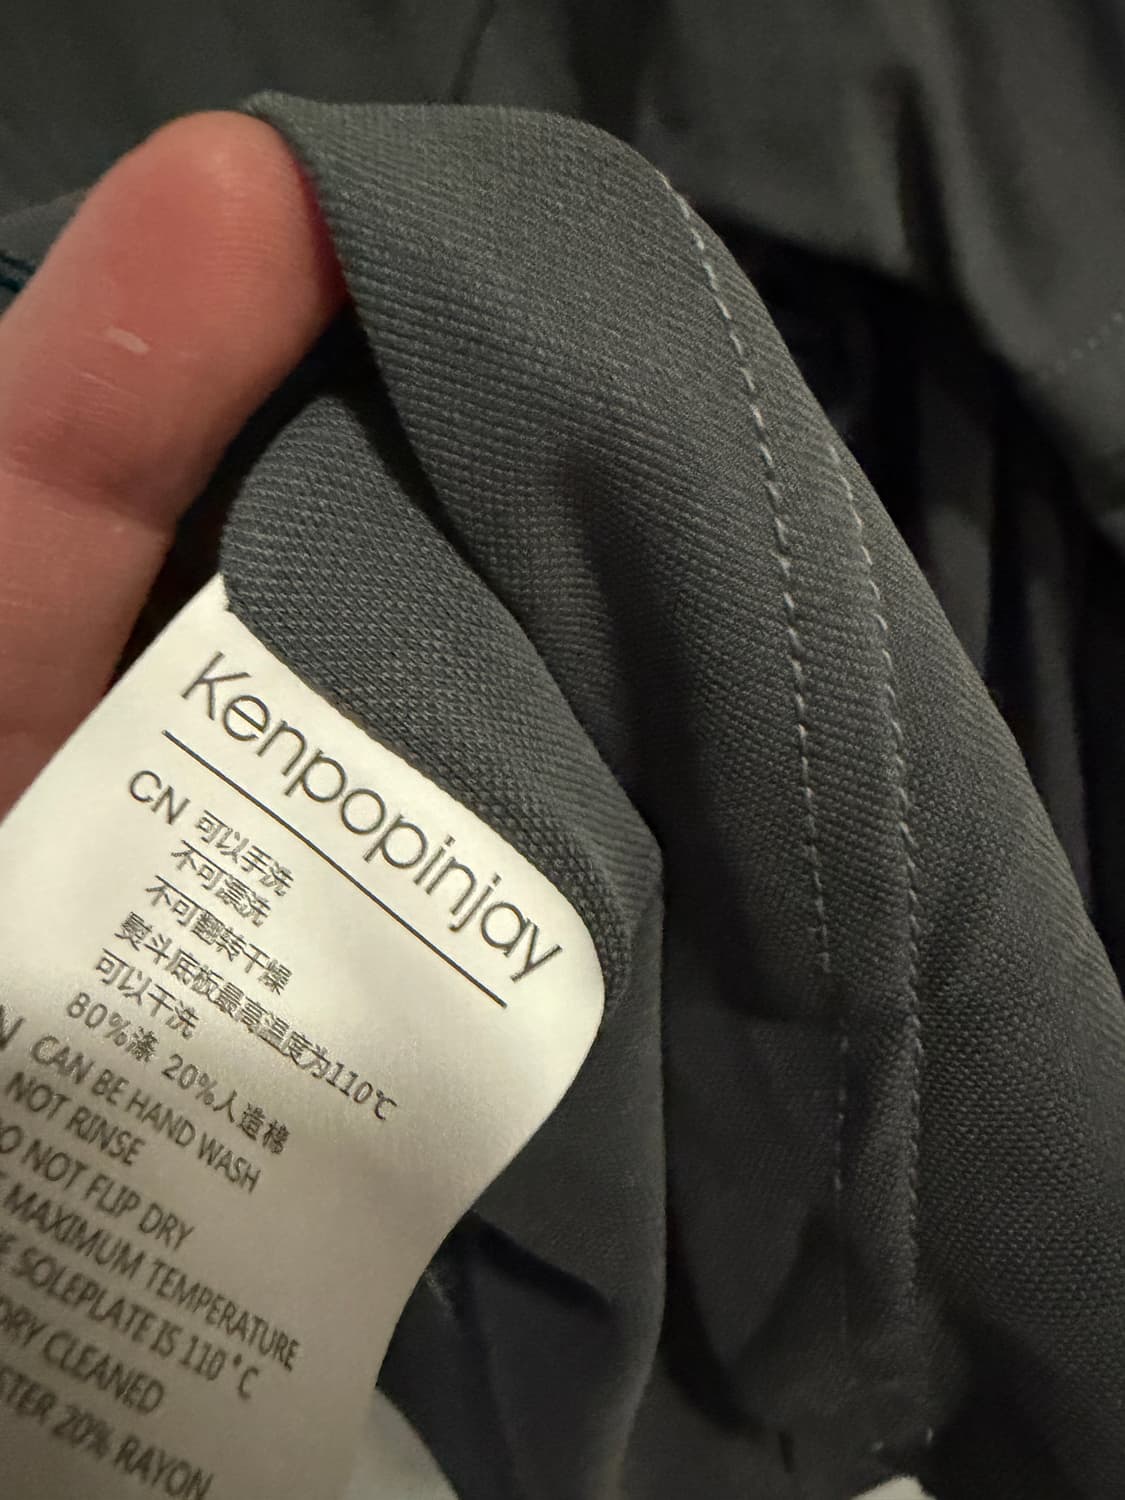 Kenpopinjay
CN 可以手洗
不可漂洗
不可翻转干燥
熨斗底板最高温度为110℃
可以干洗
80%涤 20%人造棉
CAN BE HAND WASH
NOT RINSE
NOT FLIP DRY
MAXIMUM TEMPERATURE
SOLEPLATE IS 110°C
DRY CLEANED
20% RAYON